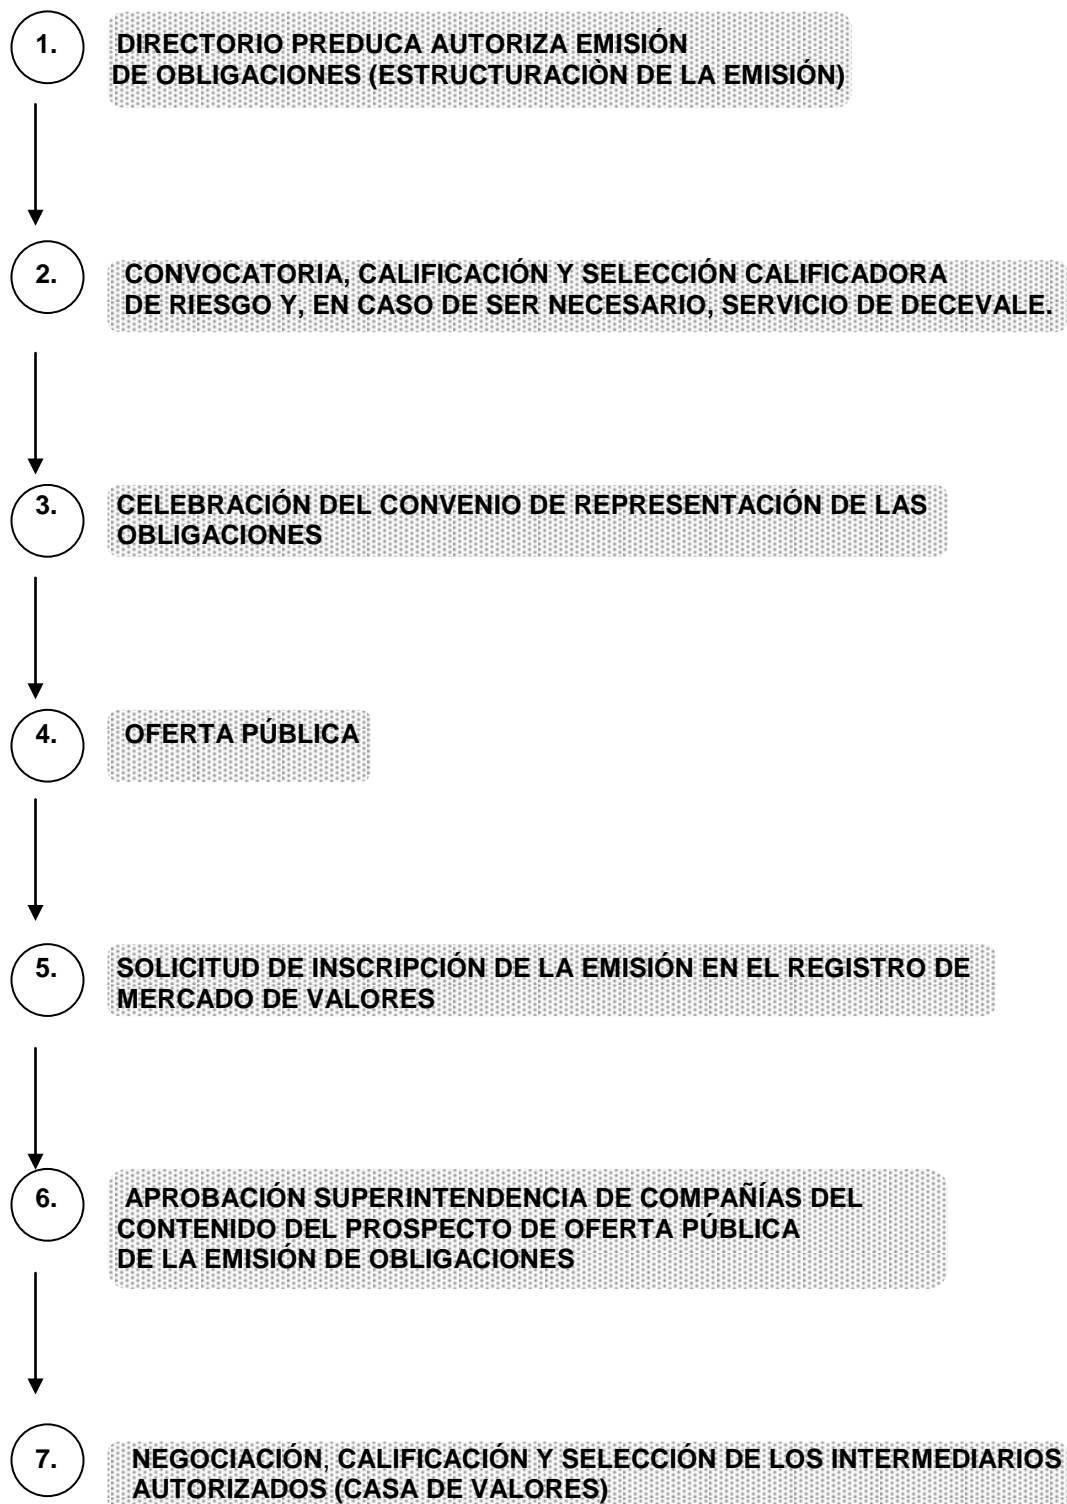 1. DIRECTORIO PREDUCA AUTORIZA EMISIÓN
DE OBLIGACIONES (ESTRUCTURACIÒN DE LA EMISIÓN)
2. CONVOCATORIA, CALIFICACIÓN Y SELECCIÓN CALIFICADORA
DE RIESGO Y, EN CASO DE SER NECESARIO, SERVICIO DE DECEVALE.
3. CELEBRACIÓN DEL CONVENIO DE REPRESENTACIÓN DE LAS
OBLIGACIONES
4. OFERTA PÚBLICA
5. SOLICITUD DE INSCRIPCIÓN DE LA EMISIÓN EN EL REGISTRO DE
MERCADO DE VALORES
6. APROBACIÓN SUPERINTENDENCIA DE COMPAÑÍAS DEL
CONTENIDO DEL PROSPECTO DE OFERTA PÚBLICA
DE LA EMISIÓN DE OBLIGACIONES
7. NEGOCIACIÓN, CALIFICACIÓN Y SELECCIÓN DE LOS INTERMEDIARIOS
AUTORIZADOS (CASA DE VALORES)